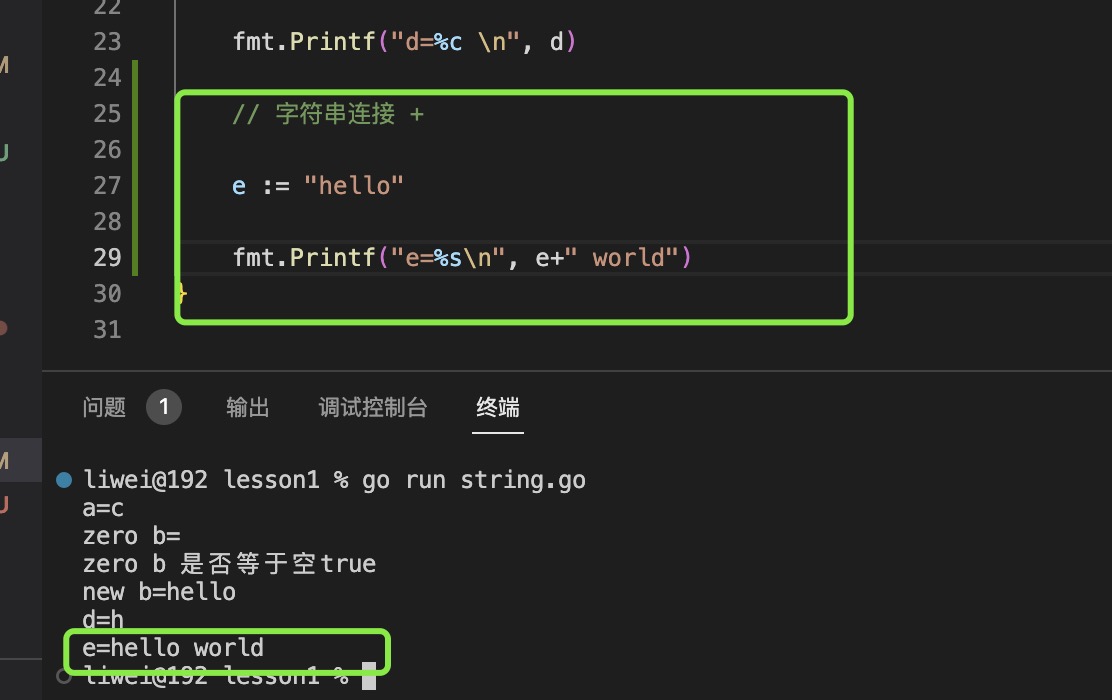 22
23 fmt.Printf("d=%c \n", d)
24
25 // 字符串连接 +
26
27 e := "hello"
28
29 fmt.Printf("e=%s\n", e+" world")
30 }
31
问题 1 输出 调试控制台 终端
liwei@192 lesson1 % go run string.go
a=c
zero b=
zero b 是否等于空true
new b=hello
d=h
e=hello world
liwei@192 lesson1 %
M
U
M
U